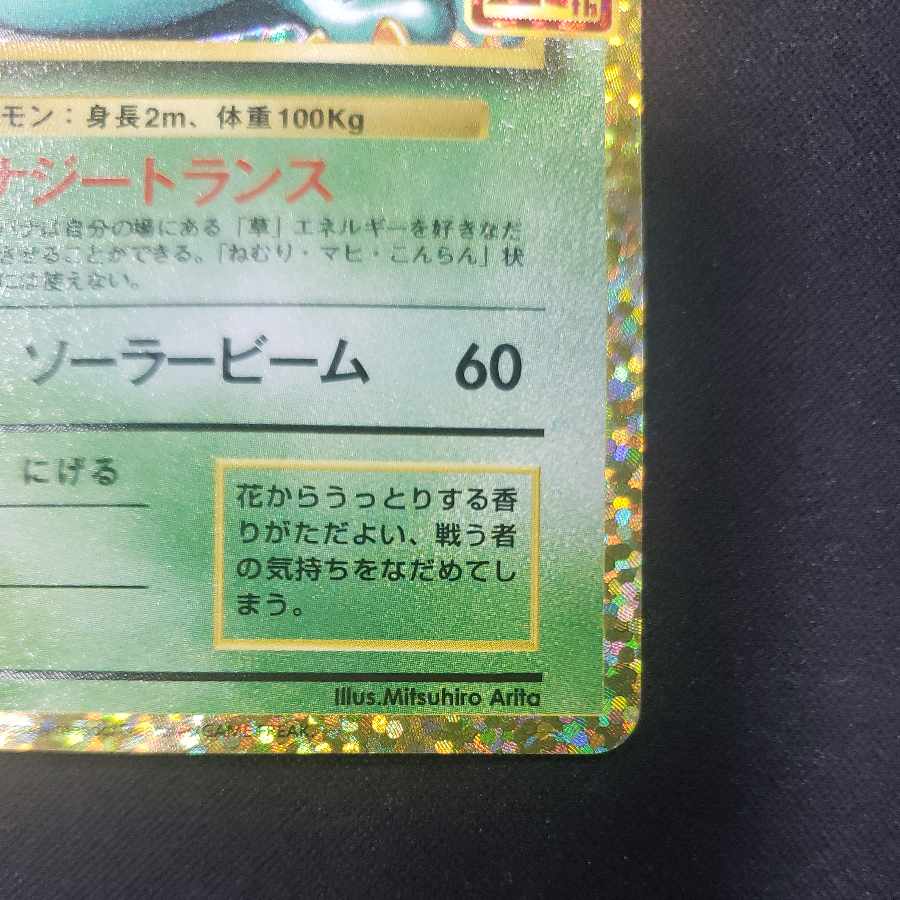 th
モン：身長2m、体重100Kg
ナジートランス
バナは自分の場にある「草」エネルギーを好きなだ
させることができる。「ねむり・マヒ・こんらん」状
には使えない。
ソーラービーム 60
にげる
花からうっとりする香
りがただよい、戦う者
の気持ちをなだめてし
まう。
Illus.Mitsuhiro Arita
GAME FREAK